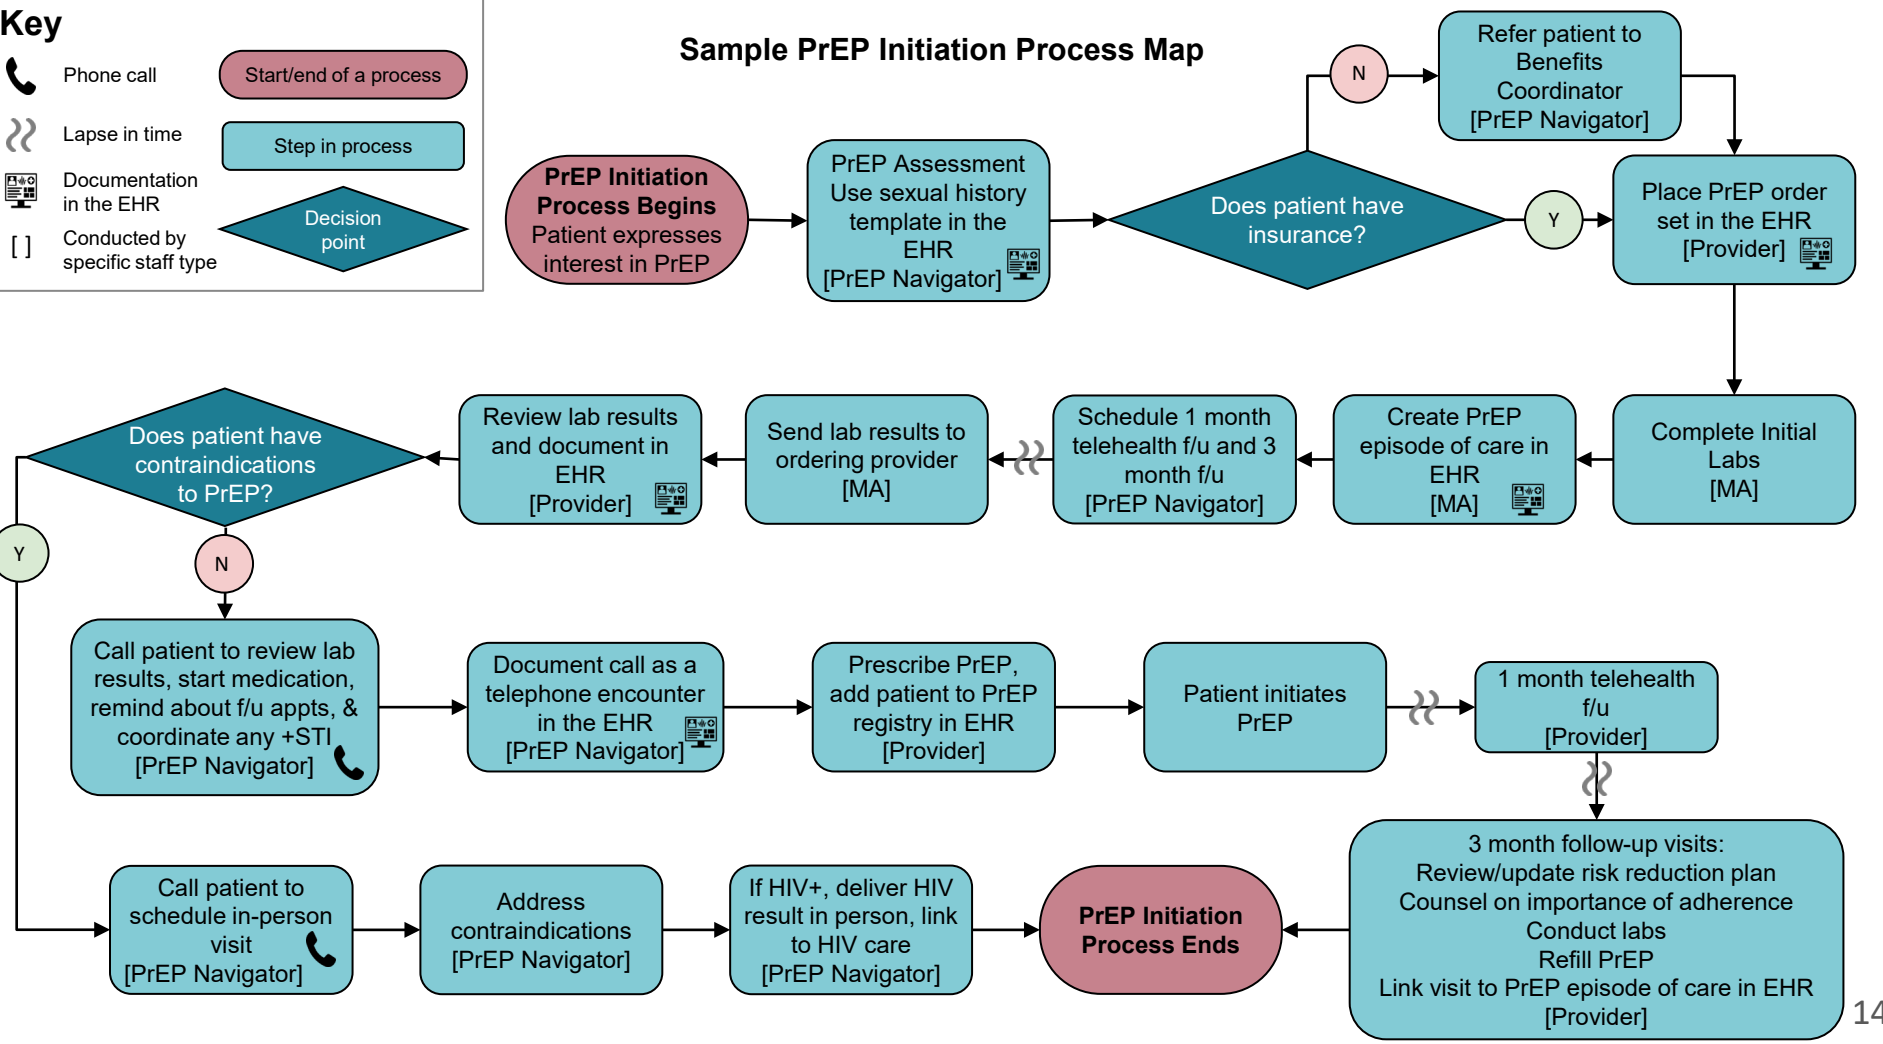 Key
Phone call
Start/end of a process
Lapse in time
Step in process
Documentation
in the EHR
Decision
point
[ ]
Conducted by
specific staff type
Sample PrEP Initiation Process Map
PrEP Initiation
Process Begins
Patient expresses
interest in PrEP
PrEP Assessment
Use sexual history
template in the
EHR
[PrEP Navigator]
Does patient have
insurance?
N
Refer patient to
Benefits
Coordinator
[PrEP Navigator]
Y
Place PrEP order
set in the EHR
[Provider]
Complete Initial
Labs
[MA]
Create PrEP
episode of care in
EHR
[MA]
Schedule 1 month
telehealth f/u and 3
month f/u
[PrEP Navigator]
Send lab results to
ordering provider
[MA]
Review lab results
and document in
EHR
[Provider]
Does patient have
contraindications
to PrEP?
Y
N
Call patient to review lab
results, start medication,
remind about f/u appts, &
coordinate any +STI
[PrEP Navigator]
Document call as a
telephone encounter
in the EHR
[PrEP Navigator]
Prescribe PrEP,
add patient to PrEP
registry in EHR
[Provider]
Patient initiates
PrEP
1 month telehealth
f/u
[Provider]
3 month follow-up visits:
Review/update risk reduction plan
Counsel on importance of adherence
Conduct labs
Refill PrEP
Link visit to PrEP episode of care in EHR
[Provider]
Call patient to
schedule in-person
visit
[PrEP Navigator]
Address
contraindications
[PrEP Navigator]
If HIV+, deliver HIV
result in person, link
to HIV care
[PrEP Navigator]
PrEP Initiation
Process Ends
14